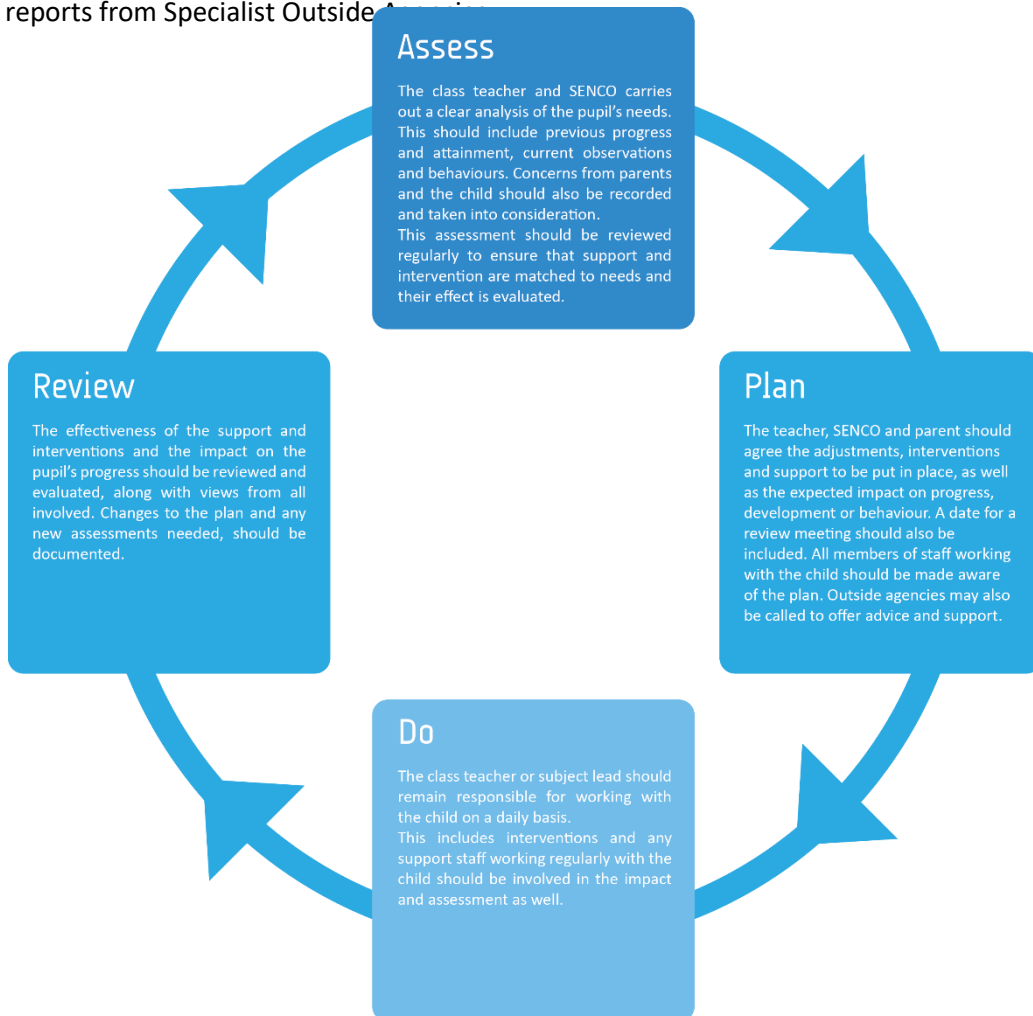 reports from Specialist Outside
Assess
The class teacher and SENCO carries
out a clear analysis of the pupil's needs.
This should include previous progress
and attainment, current observations
and behaviours. Concerns from parents
and the child should also be recorded
and taken into consideration.
This assessment should be reviewed
regularly to ensure that support and
intervention are matched to needs and
their effect is evaluated.
Review
The effectiveness of the support and
interventions and the impact on the
pupil's progress should be reviewed and
evaluated, along with views from all
involved. Changes to the plan and any
new assessments needed, should be
documented.
Plan
The teacher, SENCO and parent should
agree the adjustments, interventions
and support to be put in place, as well
as the expected impact on progress,
development or behaviour. A date for a
review meeting should also be
included. All members of staff working
with the child should be made aware
of the plan. Outside agencies may also
be called to offer advice and support.
Do
The class teacher or subject lead should
remain responsible for working with
the child on a daily basis.
This includes interventions and any
support staff working regularly with the
child should be involved in the impact
and assessment as well.